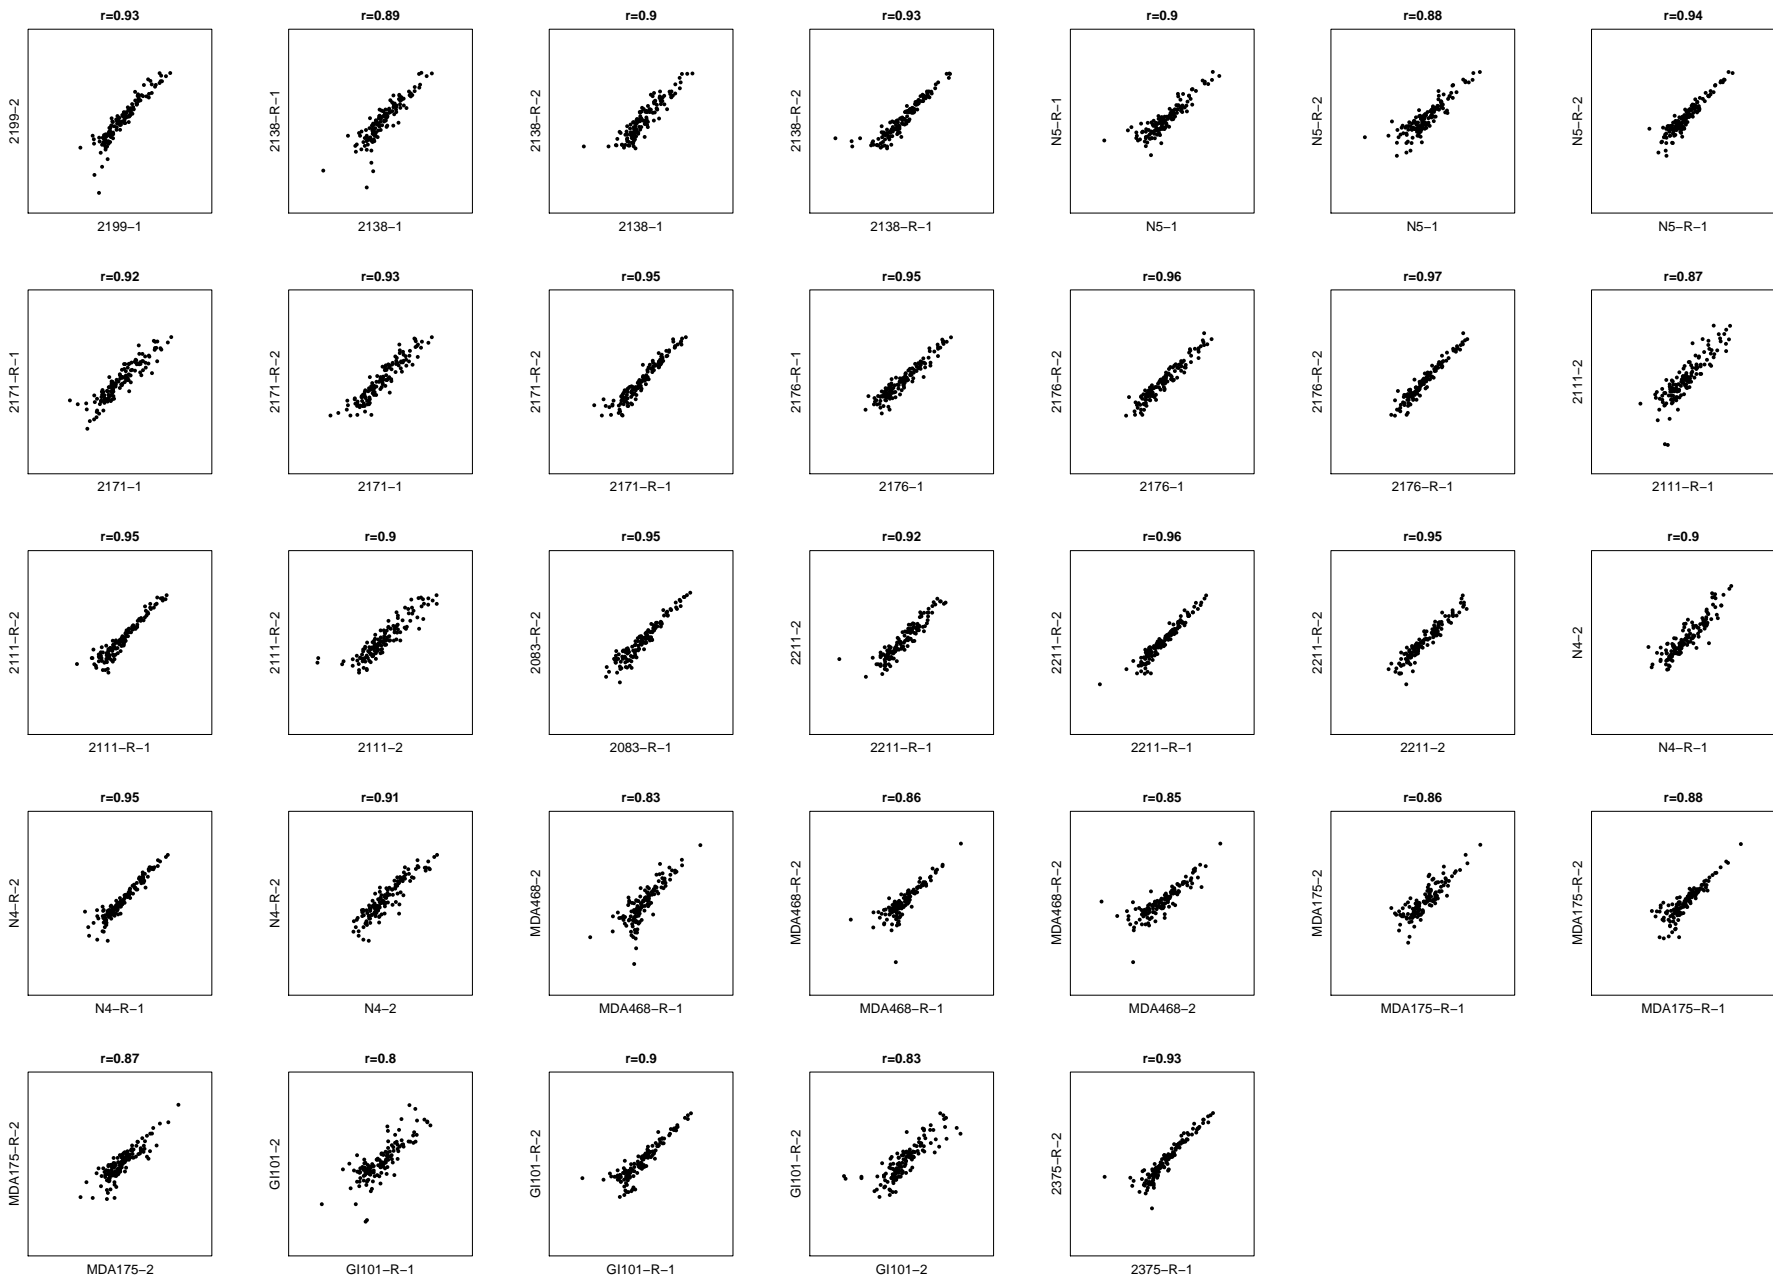 r=0.93
2199−2
2199−1
r=0.89
2138−R−1
2138−1
r=0.9
2138−R−2
2138−1
r=0.93
2138−R−2
2138−R−1
r=0.9
N5−R−1
N5−1
r=0.88
N5−R−2
N5−1
r=0.94
N5−R−2
N5−R−1
r=0.92
2171−R−1
2171−1
r=0.93
2171−R−2
2171−1
r=0.95
2171−R−2
2171−R−1
r=0.95
2176−R−1
2176−1
r=0.96
2176−R−2
2176−1
r=0.97
2176−R−2
2176−R−1
r=0.87
2111−2
2111−R−1
r=0.95
2111−R−2
2111−R−1
r=0.9
2111−R−2
2111−2
r=0.95
2083−R−2
2083−R−1
r=0.92
2211−2
2211−R−1
r=0.96
2211−R−2
2211−R−1
r=0.95
2211−R−2
2211−2
r=0.9
N4−2
N4−R−1
r=0.95
N4−R−2
N4−R−1
r=0.91
N4−R−2
N4−2
r=0.83
MDA468−2
MDA468−R−1
r=0.86
MDA468−R−2
MDA468−R−1
r=0.85
MDA468−R−2
MDA468−2
r=0.86
MDA175−2
MDA175−R−1
r=0.88
MDA175−R−2
MDA175−R−1
r=0.87
MDA175−R−2
MDA175−2
r=0.8
GI101−2
GI101−R−1
r=0.9
GI101−R−2
GI101−R−1
r=0.83
GI101−R−2
GI101−2
r=0.93
2375−R−2
2375−R−1